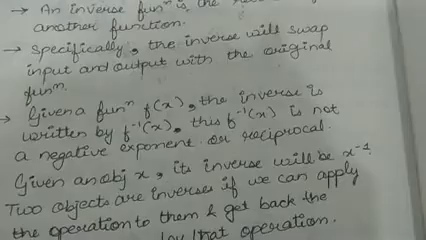 → An inverse funⁿ is the
another function.
→ Specifically, the inverse will swap
input and output with the original
funⁿ.
→ Given a funⁿ f(x), the inverse is
written by f⁻¹(x), this f⁻¹(x) is not
a negative exponent or reciprocal.
Given an obj x, its inverse will be x⁻¹.
Two objects are inverses if we can apply
the operation to them & get back the
by that operation.